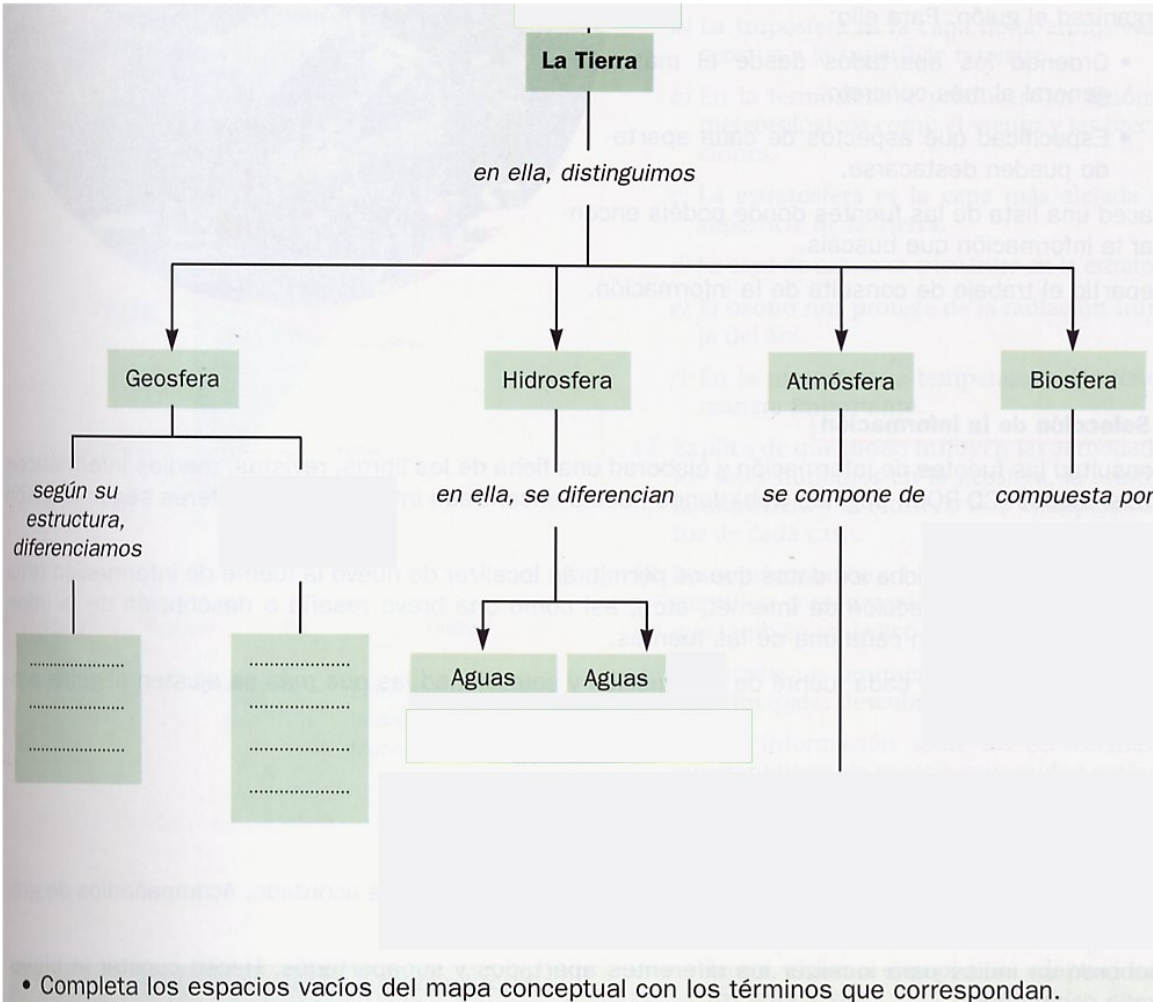 La Tierra
en ella, distinguimos
Geosfera
Hidrosfera
Atmósfera
Biosfera
según su
estructura,
diferenciamos
en ella, se diferencian
se compone de
compuesta por
....................
....................
....................
....................
....................
....................
....................
Aguas
Aguas
• Completa los espacios vacíos del mapa conceptual con los términos que correspondan.